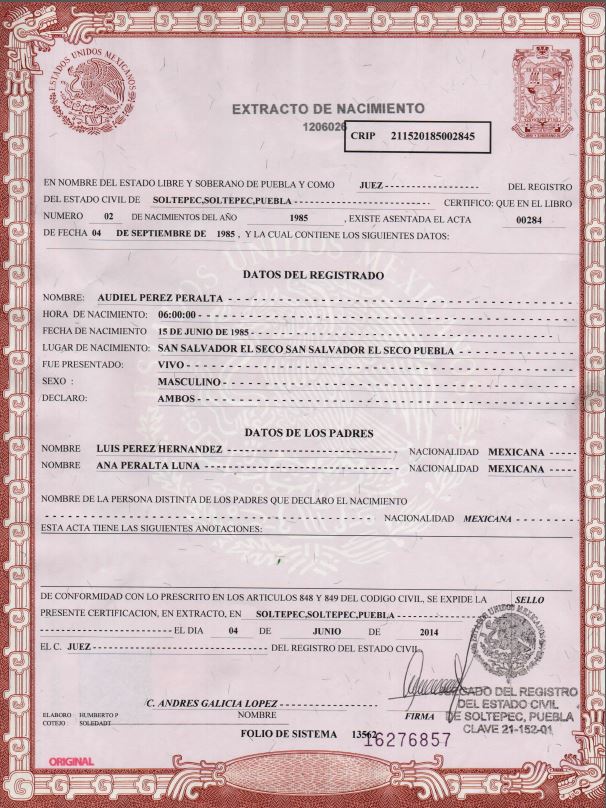 ESTADOS UNIDOS MEXICANOS
EXTRACTO DE NACIMIENTO
1206026
CRIP 211520185002845
EN NOMBRE DEL ESTADO LIBRE Y SOBERANO DE PUEBLA Y COMO JUEZ - - - - - - - - - - - - - - - DEL REGISTRO
DEL ESTADO CIVIL DE SOLTEPEC,SOLTEPEC,PUEBLA - - - - - - - - - - - - - - - - - - - - CERTIFICO: QUE EN EL LIBRO
NUMERO 02 DE NACIMIENTOS DEL AÑO 1985 , EXISTE ASENTADA EL ACTA 00284
DE FECHA 04 DE SEPTIEMBRE DE 1985 , Y LA CUAL CONTIENE LOS SIGUIENTES DATOS:
DATOS DEL REGISTRADO
NOMBRE: AUDIEL PEREZ PERALTA
HORA DE NACIMIENTO: 06:00:00
FECHA DE NACIMIENTO 15 DE JUNIO DE 1985
LUGAR DE NACIMIENTO: SAN SALVADOR EL SECO SAN SALVADOR EL SECO PUEBLA
FUE PRESENTADO: VIVO
SEXO : MASCULINO
DECLARO: AMBOS
DATOS DE LOS PADRES
NOMBRE LUIS PEREZ HERNANDEZ NACIONALIDAD MEXICANA
NOMBRE ANA PERALTA LUNA NACIONALIDAD MEXICANA
NOMBRE DE LA PERSONA DISTINTA DE LOS PADRES QUE DECLARO EL NACIMIENTO
NACIONALIDAD MEXICANA
ESTA ACTA TIENE LAS SIGUIENTES ANOTACIONES:
DE CONFORMIDAD CON LO PRESCRITO EN LOS ARTICULOS 848 Y 849 DEL CODIGO CIVIL, SE EXPIDE LA SELLO
PRESENTE CERTIFICACION, EN EXTRACTO, EN SOLTEPEC,SOLTEPEC,PUEBLA
EL DIA 04 DE JUNIO DE 2014
EL C. JUEZ DEL REGISTRO DEL ESTADO CIVIL
C. ANDRES GALICIA LOPEZ
NOMBRE FIRMA
ELABORO HUMBERTO P
COTEJO SOLEDADT
GADO DEL REGISTRO
DEL ESTADO CIVIL
DE SOLTEPEC, PUEBLA
CLAVE 21-152-01
FOLIO DE SISTEMA 13562
16276857
ORIGINAL